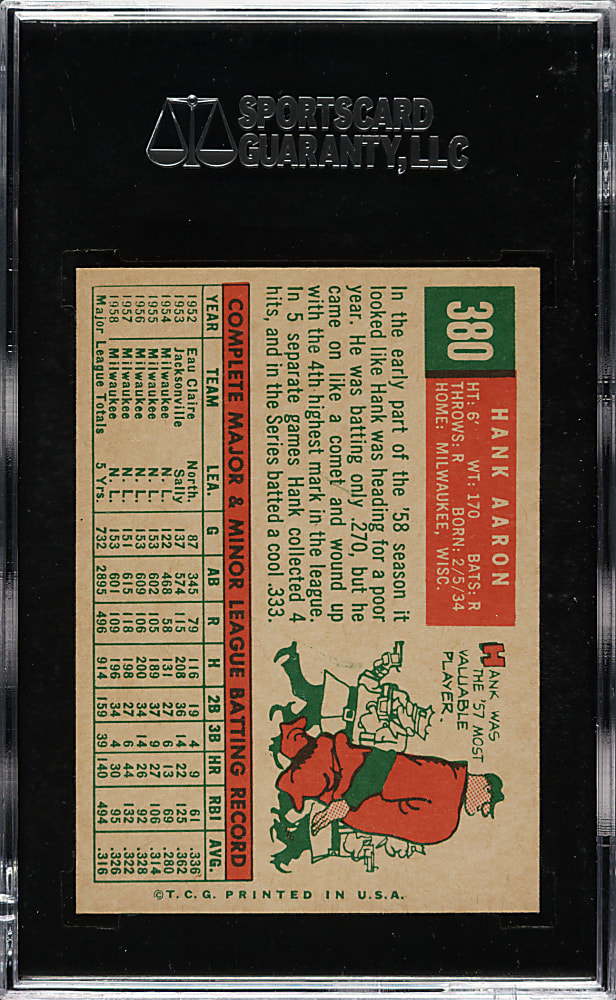 SPORTSCARD
GUARANTY, LLC
380
HANK AARON
HT: 6' WT: 170 BATS: R
THROWS: R BORN: 2/5/34
HOME: MILWAUKEE, WISC.
In the early part of the '58 season it
looked like Hank was heading for a poor
year. He was batting only .270, but he
came on like a comet and wound up
with the 4th highest mark in the league.
In 5 separate games Hank collected 4
hits, and in the Series batted a cool .333.
HANK WAS
THE '57 MOST
VALUABLE
PLAYER.
COMPLETE MAJOR & MINOR LEAGUE BATTING RECORD
YEAR TEAM LEA. G AB R H 2B 3B HR RBI AVG.
1952 Eau Claire North. 87 345 79 116 19 4 9 61 .336
1953 Jacksonville Sally 137 574 115 208 36 14 22 125 .362
1954 Milwaukee N. L. 122 468 58 131 27 6 13 69 .280
1955 Milwaukee N. L. 153 602 105 189 37 9 27 106 .314
1956 Milwaukee N. L. 153 609 106 200 34 14 26 92 .328
1957 Milwaukee N. L. 151 615 118 198 27 6 44 132 .322
1958 Milwaukee N. L. 153 601 109 196 34 4 30 95 .326
Major League Totals 5 Yrs. 732 2895 496 914 159 39 140 494 .316
©T.C.G. PRINTED IN U.S.A.